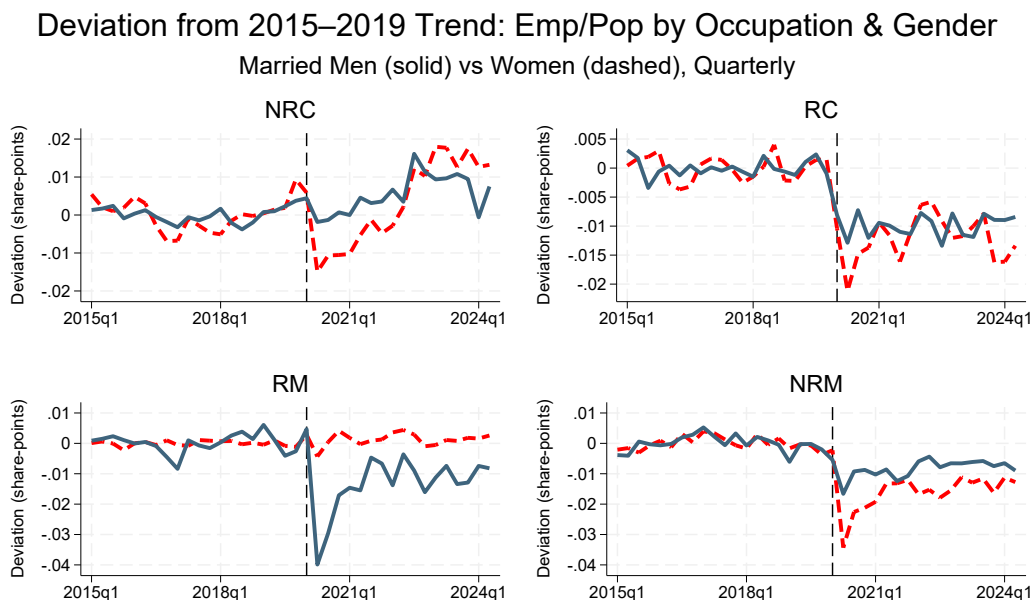 Deviation from 2015–2019 Trend: Emp/Pop by Occupation & Gender
Married Men (solid) vs Women (dashed), Quarterly
NRC
Deviation (share-points)
.02
.01
0
-.01
-.02
2015q1 2018q1 2021q1 2024q1
RC
Deviation (share-points)
.005
0
-.005
-.01
-.015
-.02
2015q1 2018q1 2021q1 2024q1
RM
Deviation (share-points)
.01
0
-.01
-.02
-.03
-.04
2015q1 2018q1 2021q1 2024q1
NRM
Deviation (share-points)
.01
0
-.01
-.02
-.03
-.04
2015q1 2018q1 2021q1 2024q1